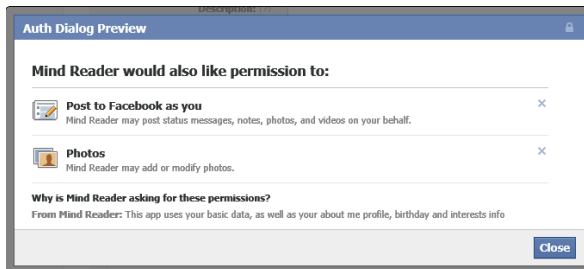 Description: (?)
Auth Dialog Preview
Mind Reader would also like permission to:
Post to Facebook as you
Mind Reader may post status messages, notes, photos, and videos on your behalf.
Photos
Mind Reader may add or modify photos.
Why is Mind Reader asking for these permissions?
From Mind Reader: This app uses your basic data, as well as your about me profile, birthday and interests info
Close